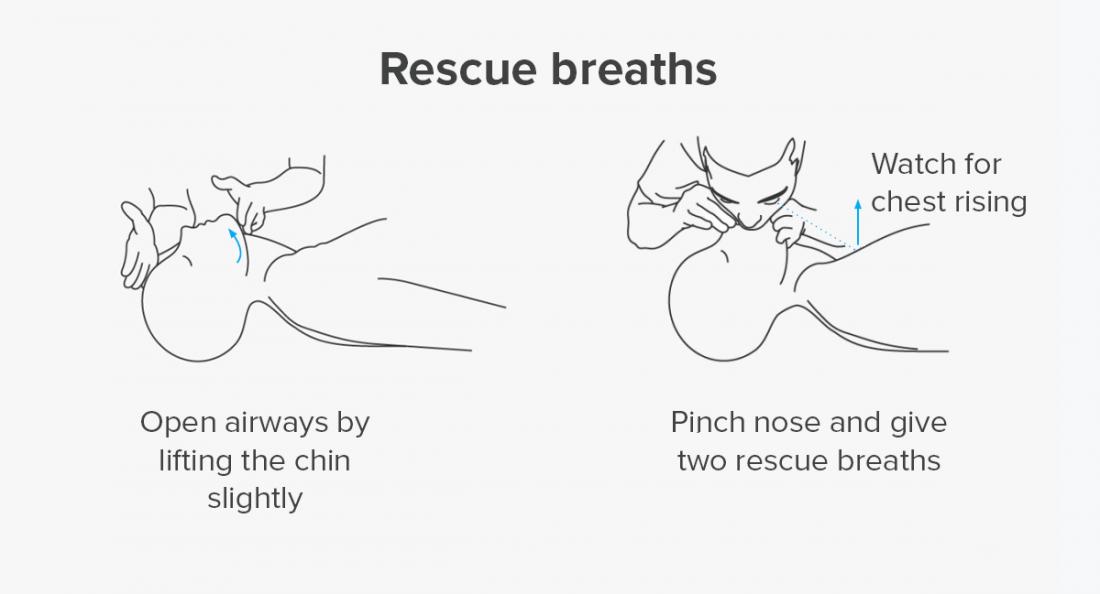 Rescue breaths
Watch for
chest rising
Open airways by
lifting the chin
slightly
Pinch nose and give
two rescue breaths